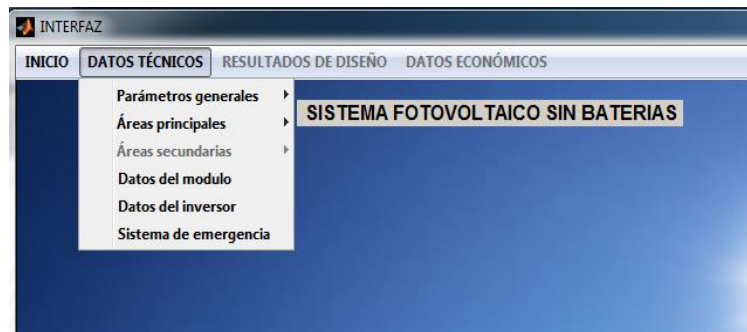 INTERFAZ
INICIO DATOS TÉCNICOS RESULTADOS DE DISEÑO DATOS ECONÓMICOS
Parámetros generales
SISTEMA FOTOVOLTAICO SIN BATERIAS
Áreas principales
Áreas secundarias
Datos del modulo
Datos del inversor
Sistema de emergencia